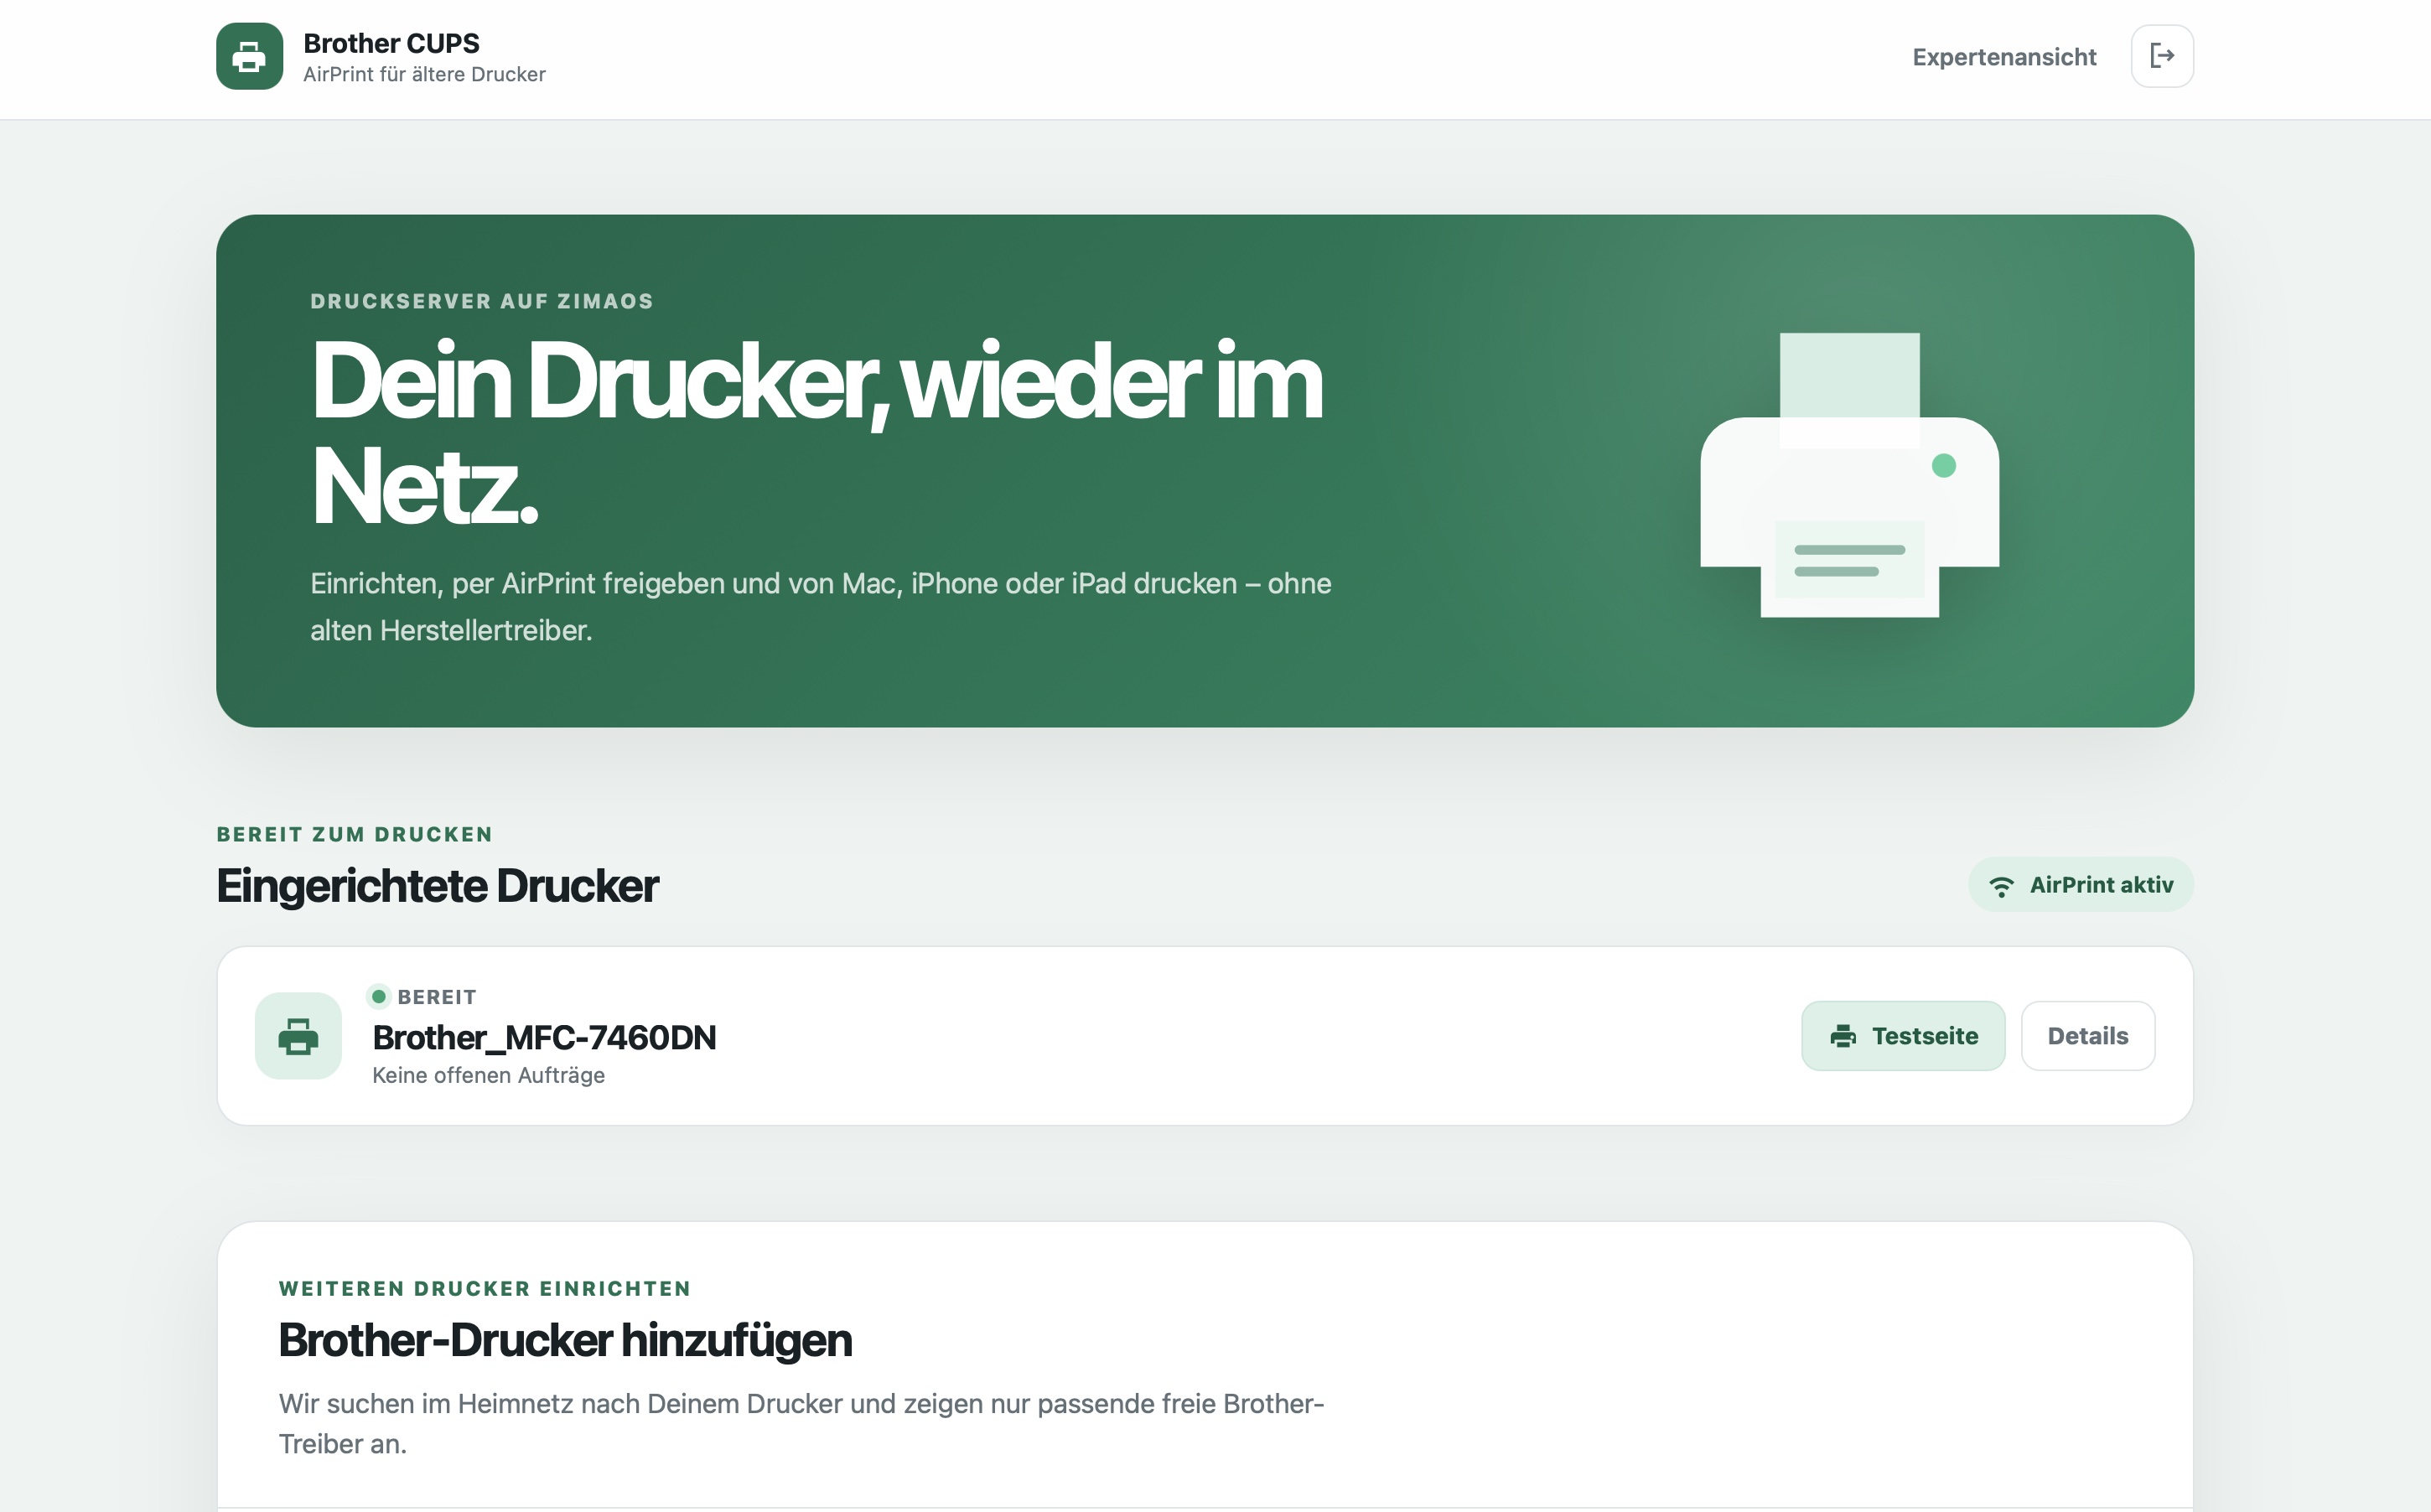 Brother CUPS
AirPrint für ältere Drucker
Expertenansicht
DRUCKSERVER AUF ZIMAOS
Dein Drucker, wieder im
Netz.
Einrichten, per AirPrint freigeben und von Mac, iPhone oder iPad drucken – ohne
alten Herstellertreiber.
BEREIT ZUM DRUCKEN
Eingerichtete Drucker
AirPrint aktiv
BEREIT
Brother_MFC-7460DN
Keine offenen Aufträge
Testseite
Details
WEITEREN DRUCKER EINRICHTEN
Brother-Drucker hinzufügen
Wir suchen im Heimnetz nach Deinem Drucker und zeigen nur passende freie Brother-
Treiber an.